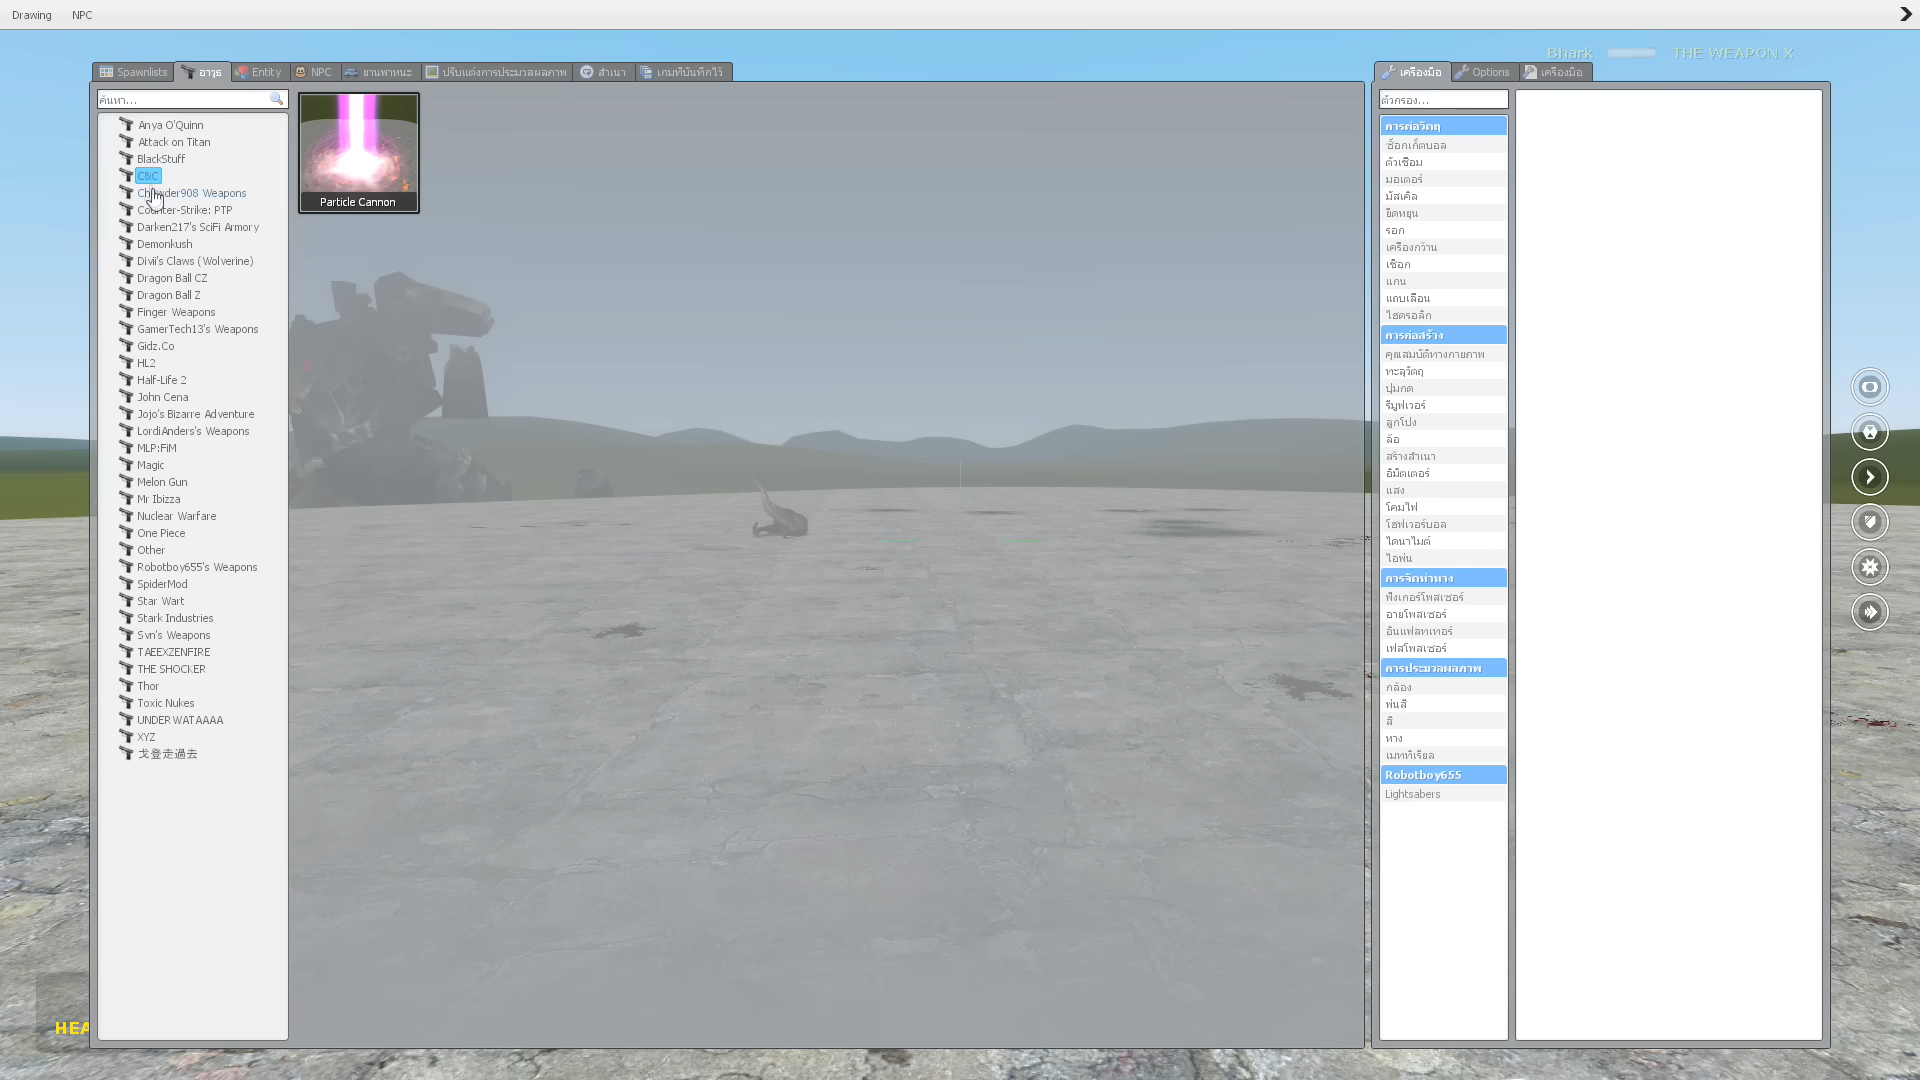 Drawing NPC
Bhark THE WEAPON X
Spawnlists อาวุธ Entity NPC ยานพาหนะ ปรับแต่งการประมวลผลภาพ สำเนา เกมที่บันทึกไว้
เครื่องมือ Options เครื่องมือ
ค้นหา...
Anya O'Quinn
Attack on Titan
BlackStuff
C&C
Chowder908 Weapons
Counter-Strike: PTP
Darken217's SciFi Armory
Demonkush
Divii's Claws (Wolverine)
Dragon Ball CZ
Dragon Ball Z
Finger Weapons
GamerTech13's Weapons
Gidz.Co
HL2
Half-Life 2
John Cena
Jojo's Bizarre Adventure
LordiAnders's Weapons
MLP:FiM
Magic
Melon Gun
Mr Ibizza
Nuclear Warfare
One Piece
Other
Robotboy655's Weapons
SpiderMod
Star Wart
Stark Industries
Svn's Weapons
TAEEXZENFIRE
THE SHOCKER
Thor
Toxic Nukes
UNDER WATAAAA
XYZ
戈登走過去
Particle Cannon
ตัวกรอง...
การต่อวัตถุ
ซ็อกเก็ตบอล
ตัวเชื่อม
มอเตอร์
มัสเคิล
ยืดหยุ่น
รอก
เครื่องกว้าน
เชือก
แกน
แถบเลื่อน
ไฮดรอลิก
การก่อสร้าง
คุณสมบัติทางกายภาพ
ทะลุวัตถุ
ปุ่มกด
รีมูฟเวอร์
ลูกโป่ง
ล้อ
สร้างสำเนา
อิมิตเตอร์
แสง
โคมไฟ
โฮฟเวอร์บอล
ไดนาไมต์
ไอพ่น
การจัดท่าทาง
ฟิงเกอร์โพสเซอร์
อายโพสเซอร์
อินเฟลทเทอร์
เฟสโพสเซอร์
การประมวลผลภาพ
กล้อง
พ่นสี
สี
หาง
เมททีเรียล
Robotboy655
Lightsabers
HEA